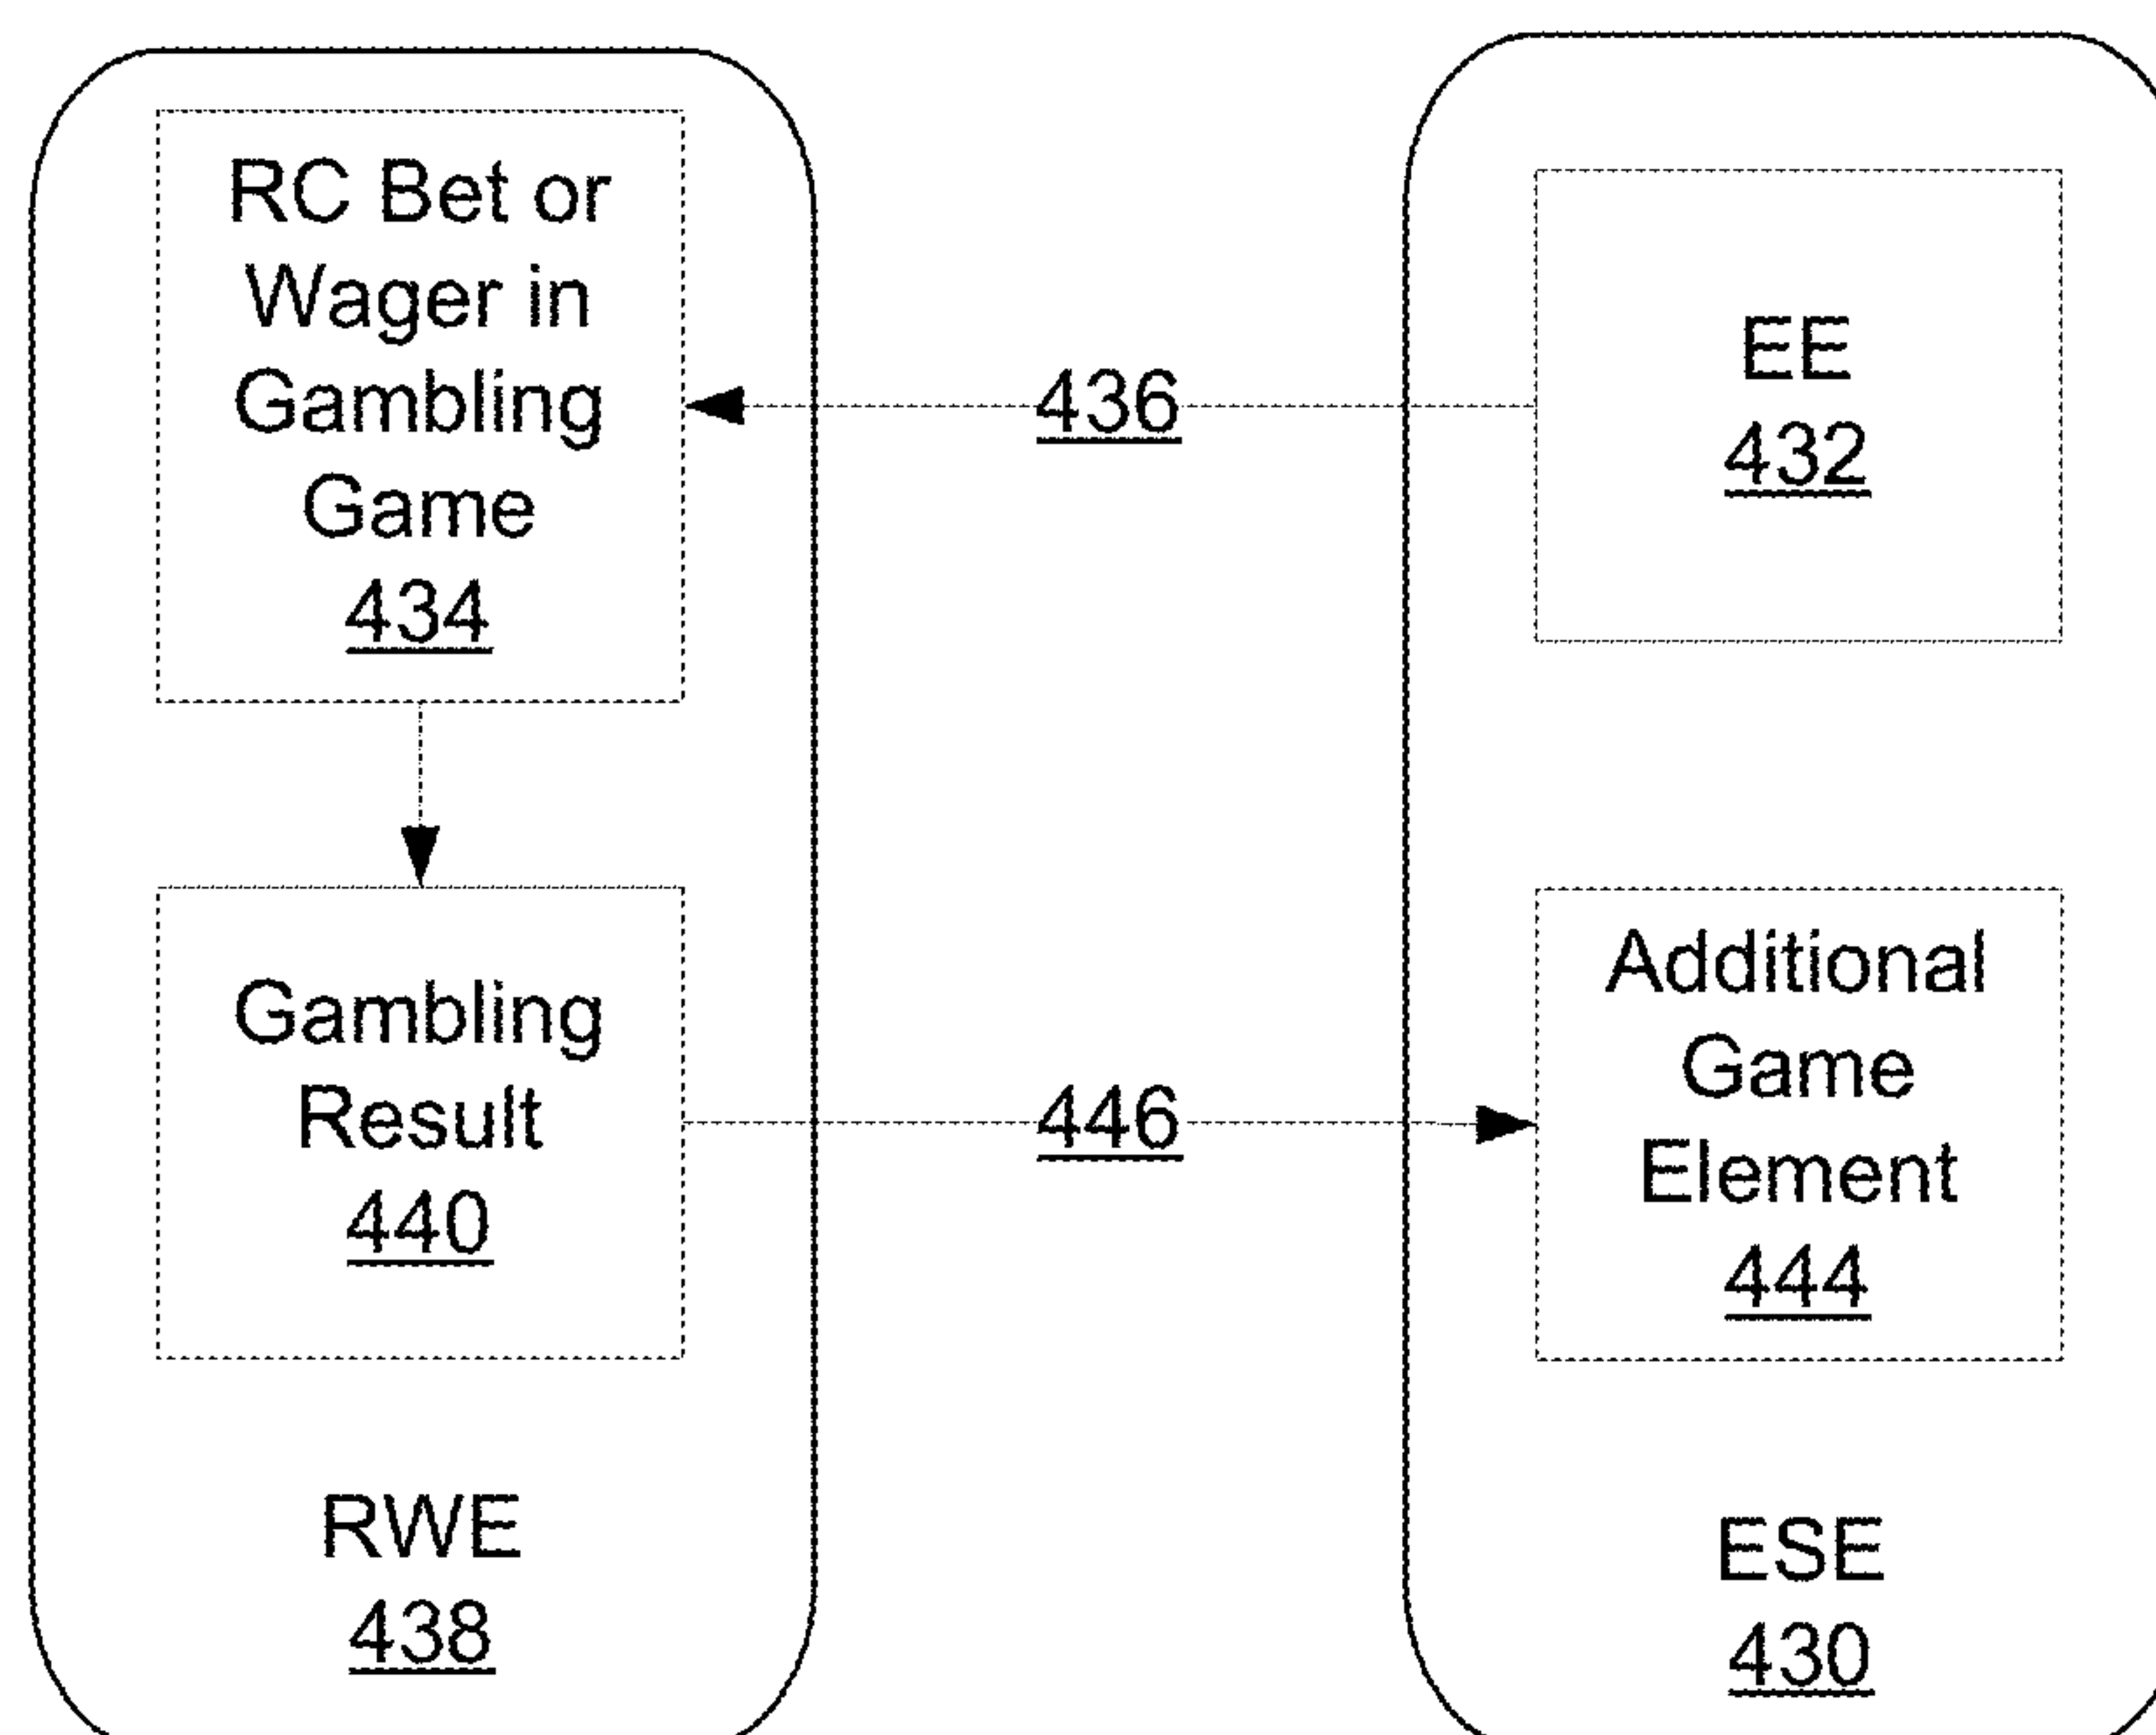 RC Bet or
Wager in
Gambling
Game
434
436
EE
432
Gambling
Result
440
446
Additional
Game
Element
444
RWE
438
ESE
430